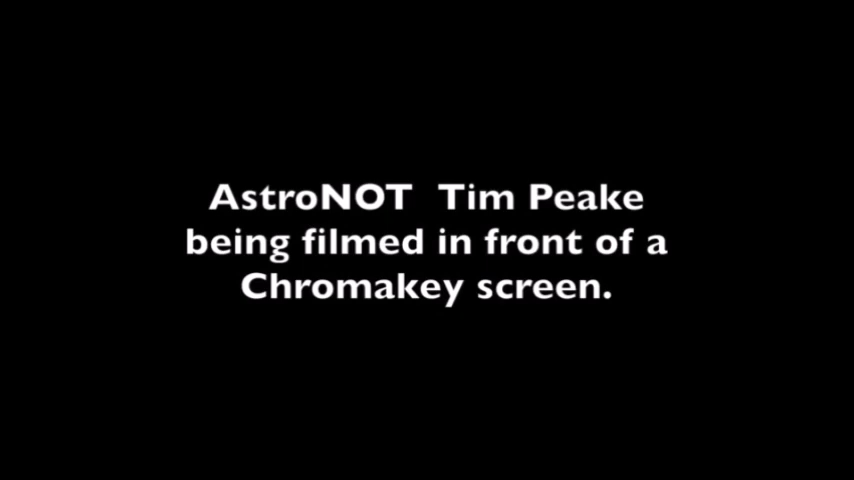 AstroNOT  Tim Peake
being filmed in front of a
Chromakey screen.